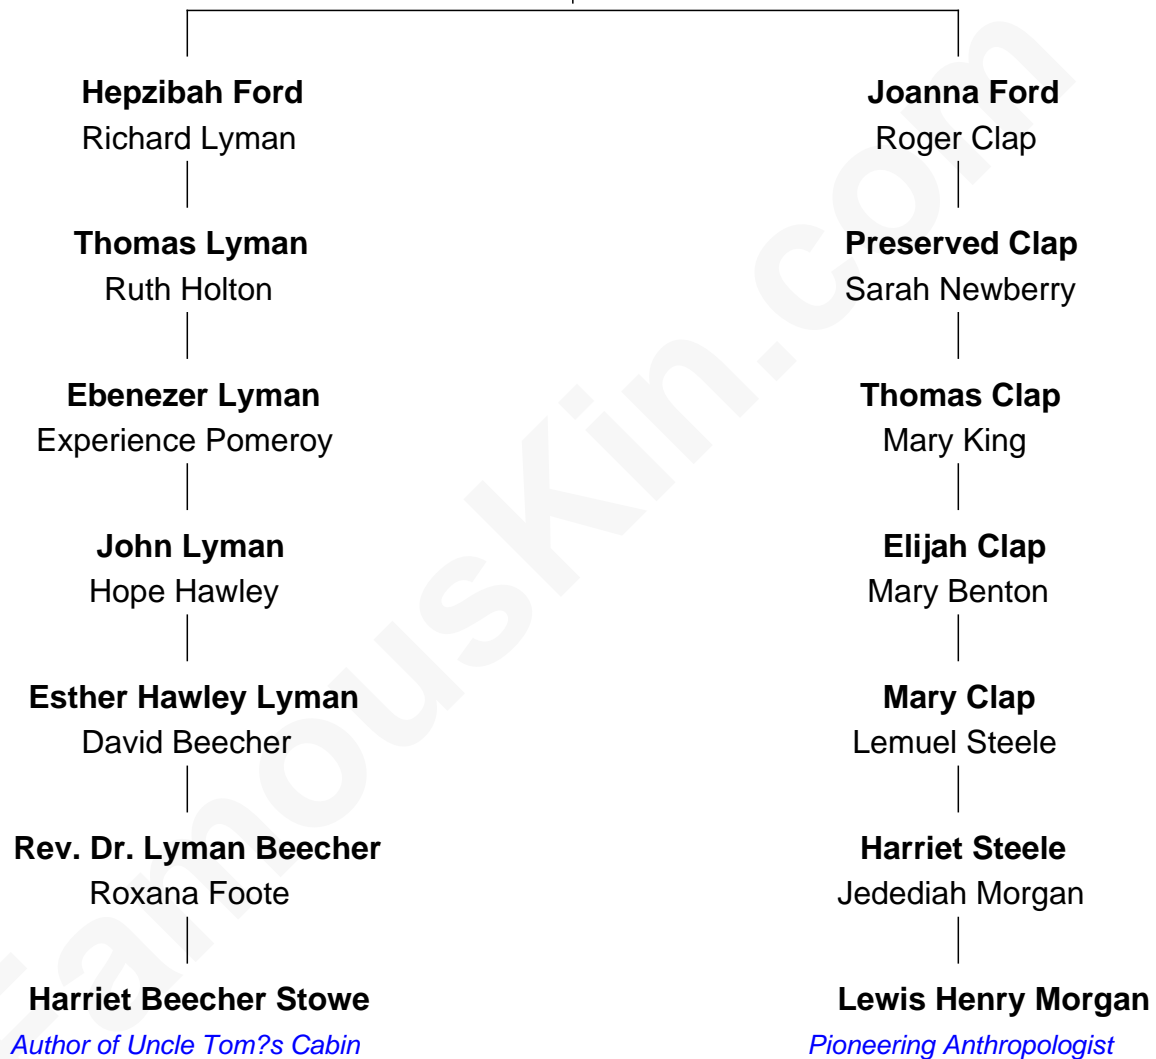 Hepzibah Ford
Richard Lyman
Joanna Ford
Roger Clap
Thomas Lyman
Ruth Holton
Preserved Clap
Sarah Newberry
Ebenezer Lyman
Experience Pomeroy
Thomas Clap
Mary King
John Lyman
Hope Hawley
Elijah Clap
Mary Benton
Esther Hawley Lyman
David Beecher
Mary Clap
Lemuel Steele
Rev. Dr. Lyman Beecher
Roxana Foote
Harriet Steele
Jedediah Morgan
Harriet Beecher Stowe
Author of Uncle Tom?s Cabin
Lewis Henry Morgan
Pioneering Anthropologist
FamousKin.com